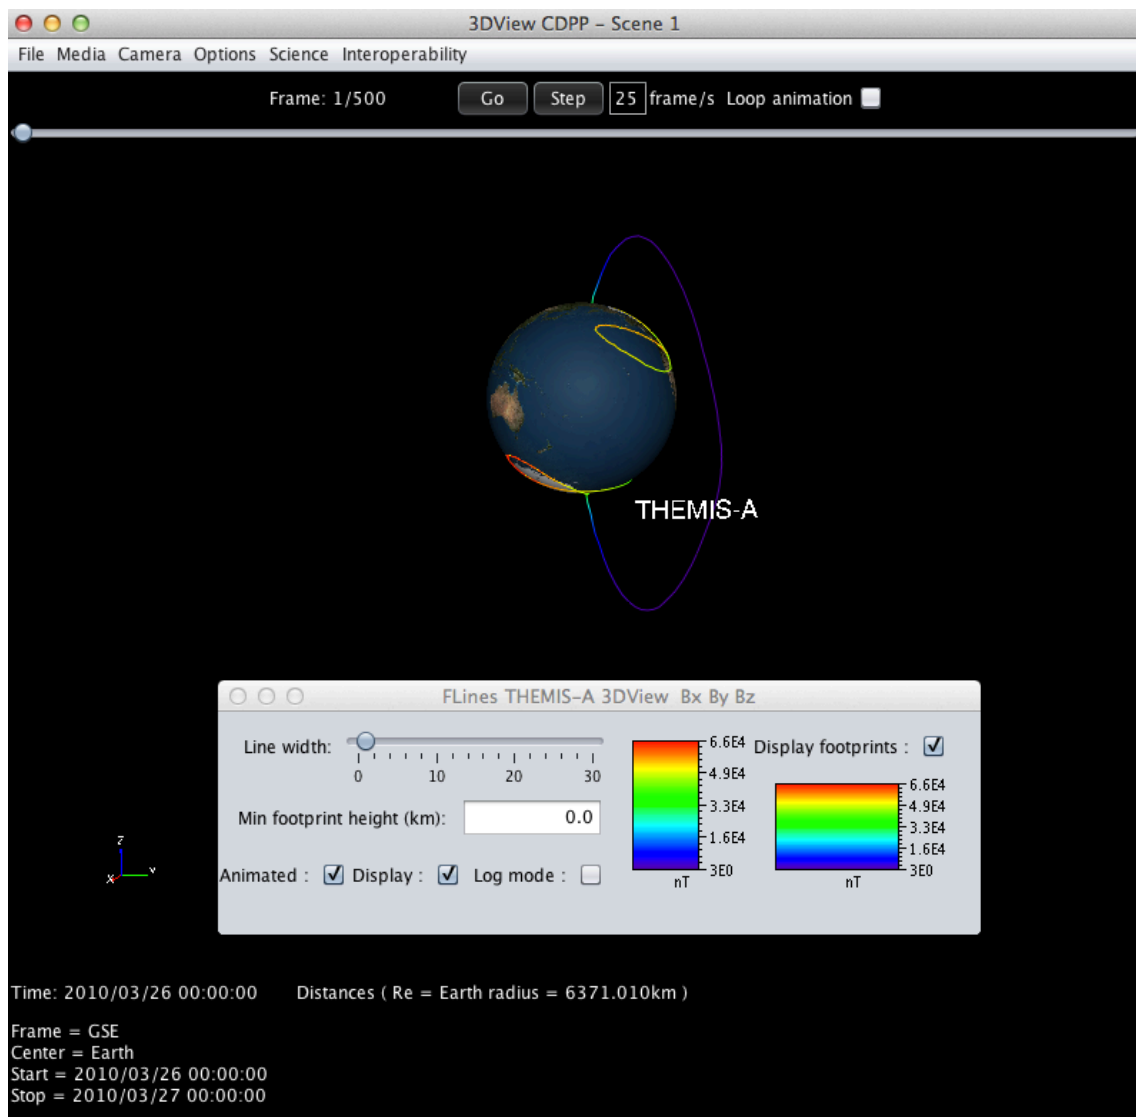 3DView CDPP – Scene 1
File Media Camera Options Science Interoperability
Frame: 1/500 Go Step 25 frame/s Loop animation
THEMIS-A
FLines THEMIS-A 3DView Bx By Bz
Line width:
0 10 20 30
Min footprint height (km): 0.0
Animated : Display : Log mode :
6.6E4
4.9E4
3.3E4
1.6E4
3E0
nT
Display footprints :
6.6E4
4.9E4
3.3E4
1.6E4
3E0
nT
Z
X
Y
Time: 2010/03/26 00:00:00 Distances ( Re = Earth radius = 6371.010km )
Frame = GSE
Center = Earth
Start = 2010/03/26 00:00:00
Stop = 2010/03/27 00:00:00